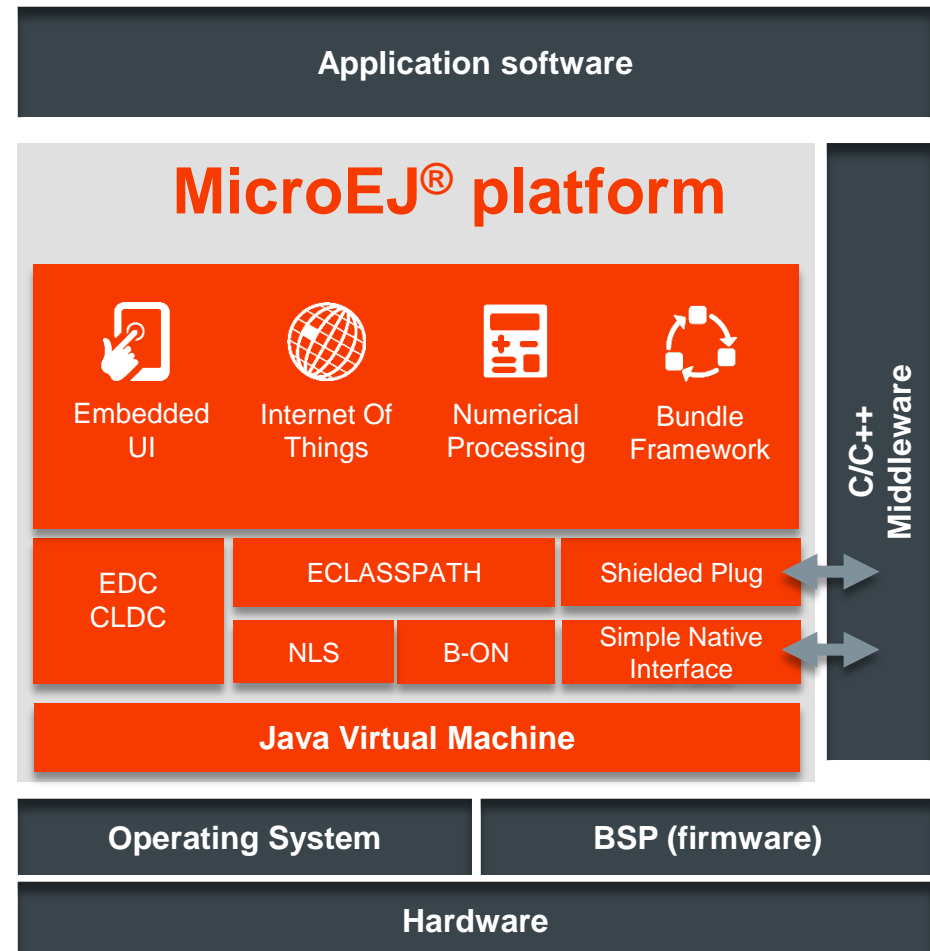 Application software
MicroEJ® platform
Embedded
UI
Internet Of
Things
Numerical
Processing
Bundle
Framework
C/C++
Middleware
EDC
CLDC
ECLASSPATH
Shielded Plug
NLS
B-ON
Simple Native
Interface
Java Virtual Machine
Operating System
BSP (firmware)
Hardware